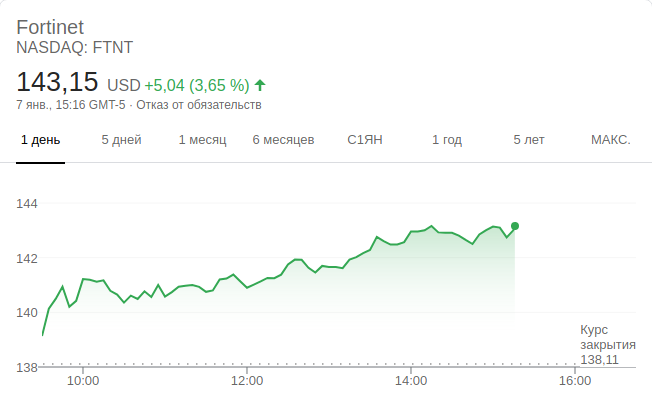 Fortinet
NASDAQ: FTNT
143,15 USD +5,04 (3,65 %)
7 янв., 15:16 GMT-5 · Отказ от обязательств
1 день 5 дней 1 месяц 6 месяцев С1ЯН 1 год 5 лет МАКС.
144
142
140
138
Курс
закрытия
138,11
10:00 12:00 14:00 16:00